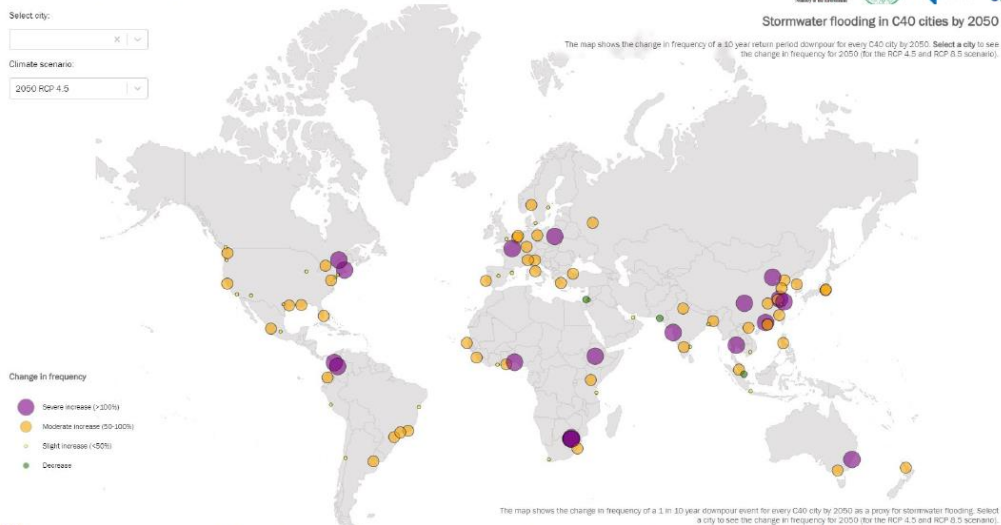 Select city:
Climate scenario:
2050 RCP 4.5
Stormwater flooding in C40 cities by 2050
The map shows the change in frequency of a 10 year return period downpour for every C40 city by 2050. Select a city to see
the change in frequency for 2050 (for the RCP 4.5 and RCP 8.5 scenario).
Change in frequency
Severe increase (>100%)
Moderate increase (50-100%)
Slight increase (<50%)
Decrease
The map shows the change in frequency of a 1 in 10 year downpour event for every C40 city by 2050 as a proxy for stormwater flooding. Select
a city to see the change in frequency for 2050 (for the RCP 4.5 and RCP 8.5 scenario).